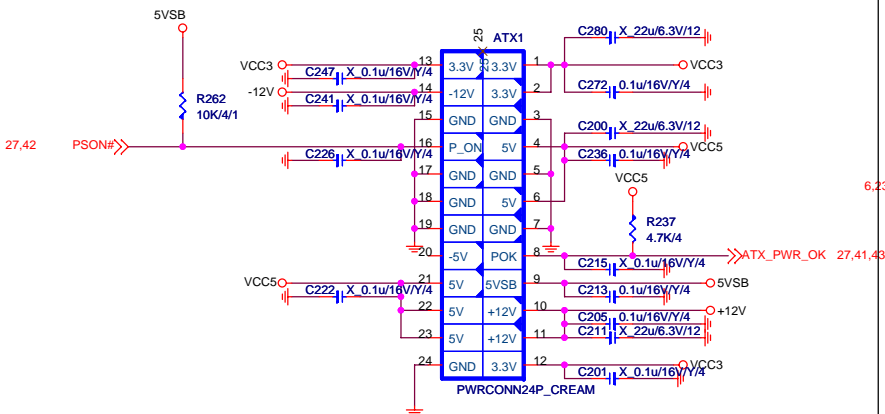 5VSB
25
ATX1
C280 X_22u/6.3V/12
VCC3 13 3.3V 25 3.3V 1 VCC3
C247 X_0.1u/16V/Y/4
-12V 14 -12V 3.3V 2 C272 0.1u/16V/Y/4
R262
10K/4/1
C241 X_0.1u/16V/Y/4
15 GND GND 3
C200 X_22u/6.3V/12
27,42 PSON# 16 P_ON 5V 4 VCC5
C226 X_0.1u/16V/Y/4
C236 0.1u/16V/Y/4
17 GND GND 5
VCC5
6,23
18 GND 5V 6
R237
4.7K/4
19 GND GND 7
20 -5V POK 8 ATX_PWR_OK 27,41,43
C215 X_0.1u/16V/Y/4
VCC5 21 5V 5VSB 9 5VSB
C222 X_0.1u/16V/Y/4
C213 0.1u/16V/Y/4
22 5V +12V 10 +12V
C205 0.1u/16V/Y/4
23 5V +12V 11 C211 X_22u/6.3V/12
24 GND 3.3V 12 VCC3
C201 X_0.1u/16V/Y/4
PWRCONN24P_CREAM